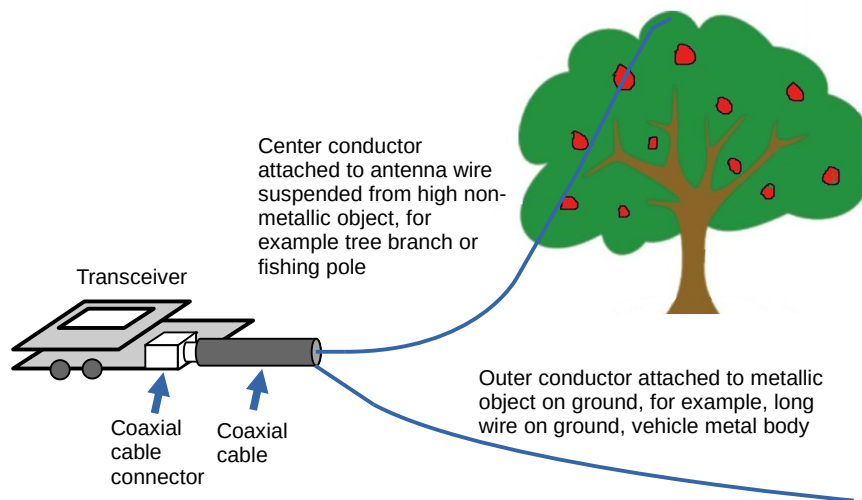 Center conductor
attached to antenna wire
suspended from high non-
metallic object, for
example tree branch or
fishing pole
Transceiver
Outer conductor attached to metallic
object on ground, for example, long
wire on ground, vehicle metal body
Coaxial
cable
connector
Coaxial
cable